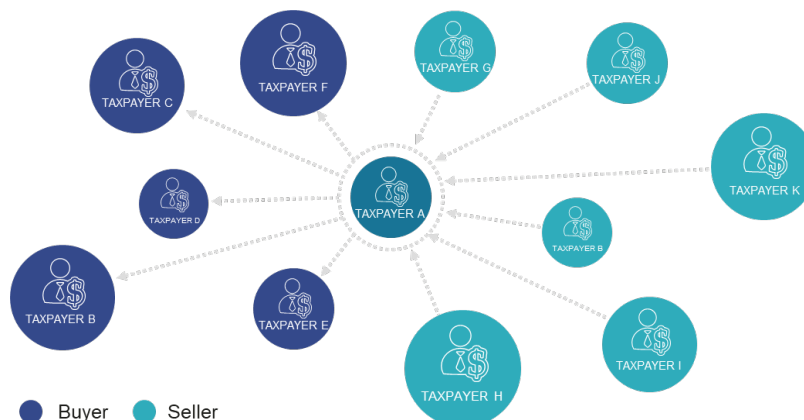 TAXPAYER G
TAXPAYER J
TAXPAYER F
TAXPAYER C
TAXPAYER K
TAXPAYER A
TAXPAYER D
TAXPAYER B
TAXPAYER B
TAXPAYER E
TAXPAYER I
TAXPAYER H
Buyer
Seller